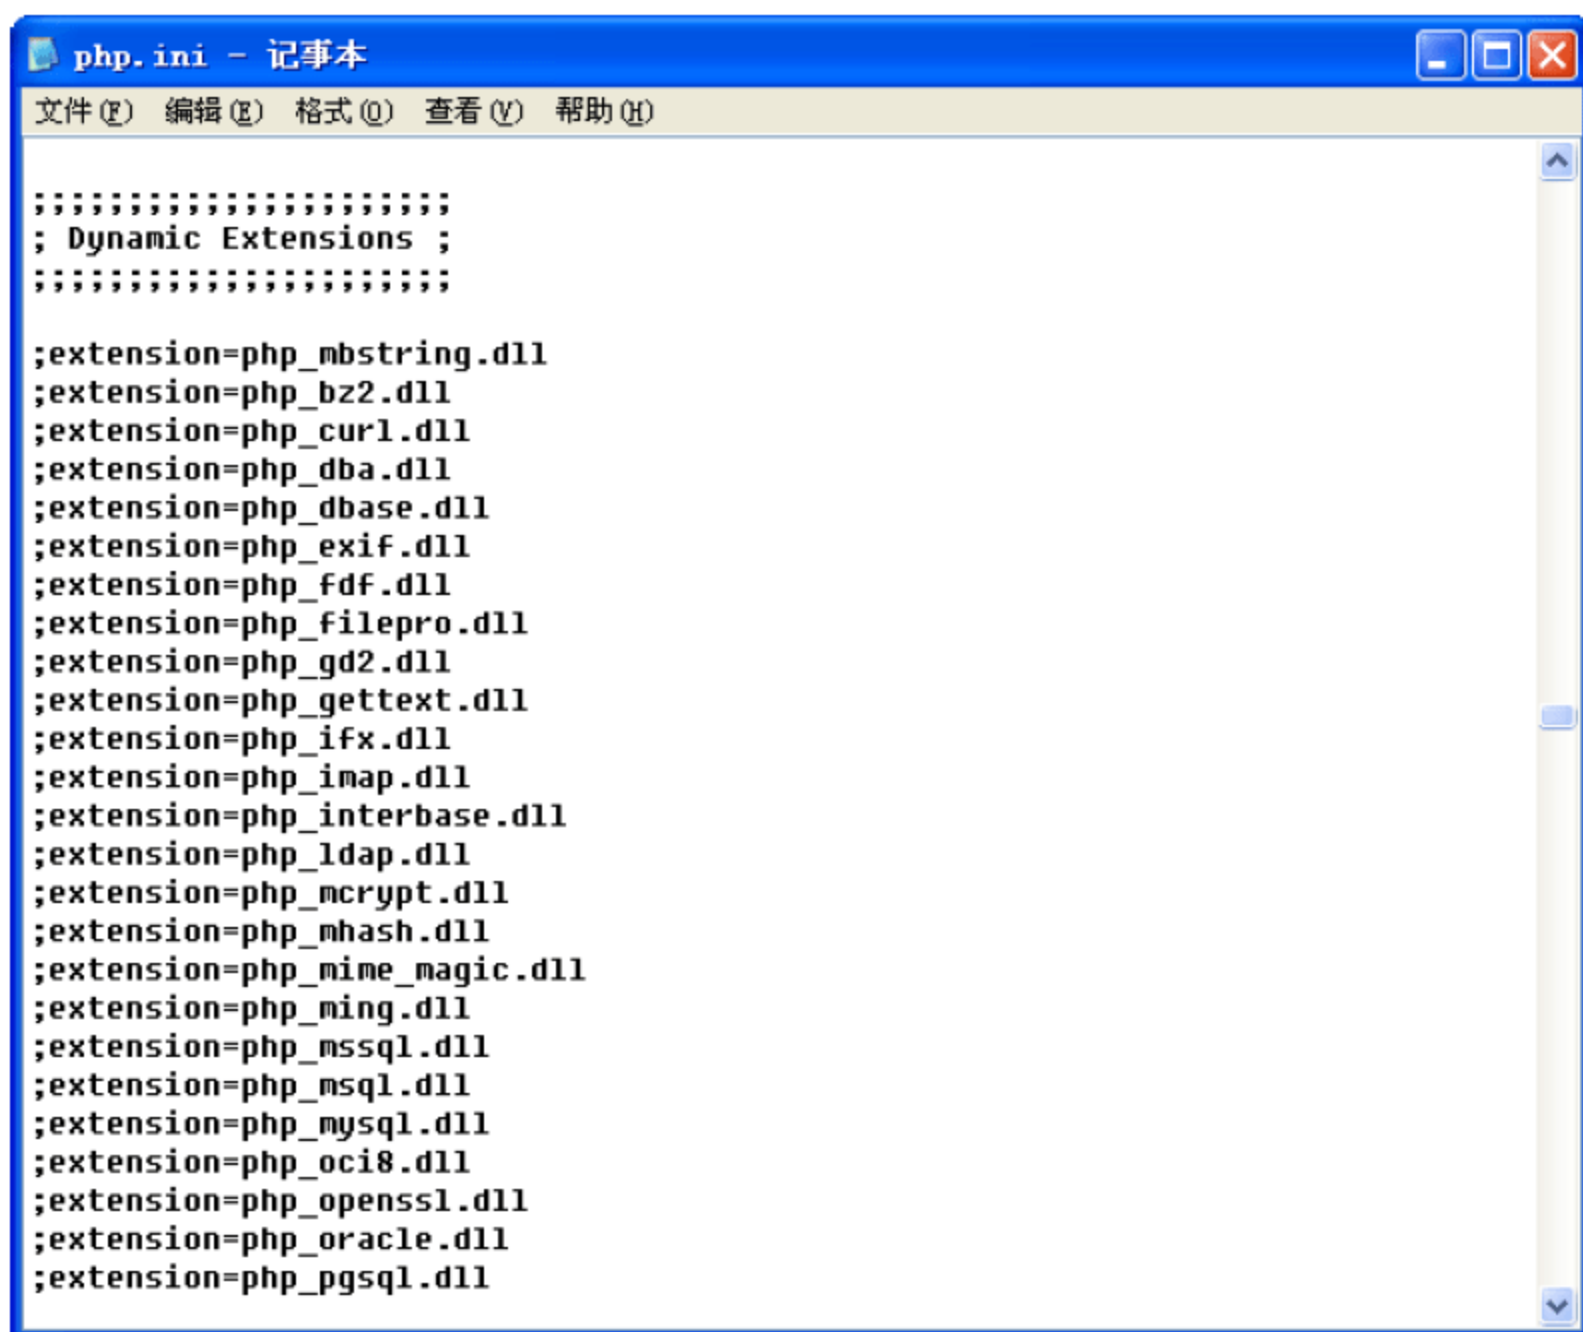 php.ini - 记事本
文件(F) 编辑(E) 格式(O) 查看(V) 帮助(H)
;;;;;;;;;;;;;;;;;;;;;;
; Dynamic Extensions ;
;;;;;;;;;;;;;;;;;;;;;;
;extension=php_mbstring.dll
;extension=php_bz2.dll
;extension=php_curl.dll
;extension=php_dba.dll
;extension=php_dbase.dll
;extension=php_exif.dll
;extension=php_fdf.dll
;extension=php_filepro.dll
;extension=php_gd2.dll
;extension=php_gettext.dll
;extension=php_ifx.dll
;extension=php_imap.dll
;extension=php_interbase.dll
;extension=php_ldap.dll
;extension=php_mcrypt.dll
;extension=php_mhash.dll
;extension=php_mime_magic.dll
;extension=php_ming.dll
;extension=php_mssql.dll
;extension=php_msql.dll
;extension=php_mysql.dll
;extension=php_oci8.dll
;extension=php_openssl.dll
;extension=php_oracle.dll
;extension=php_pgsql.dll